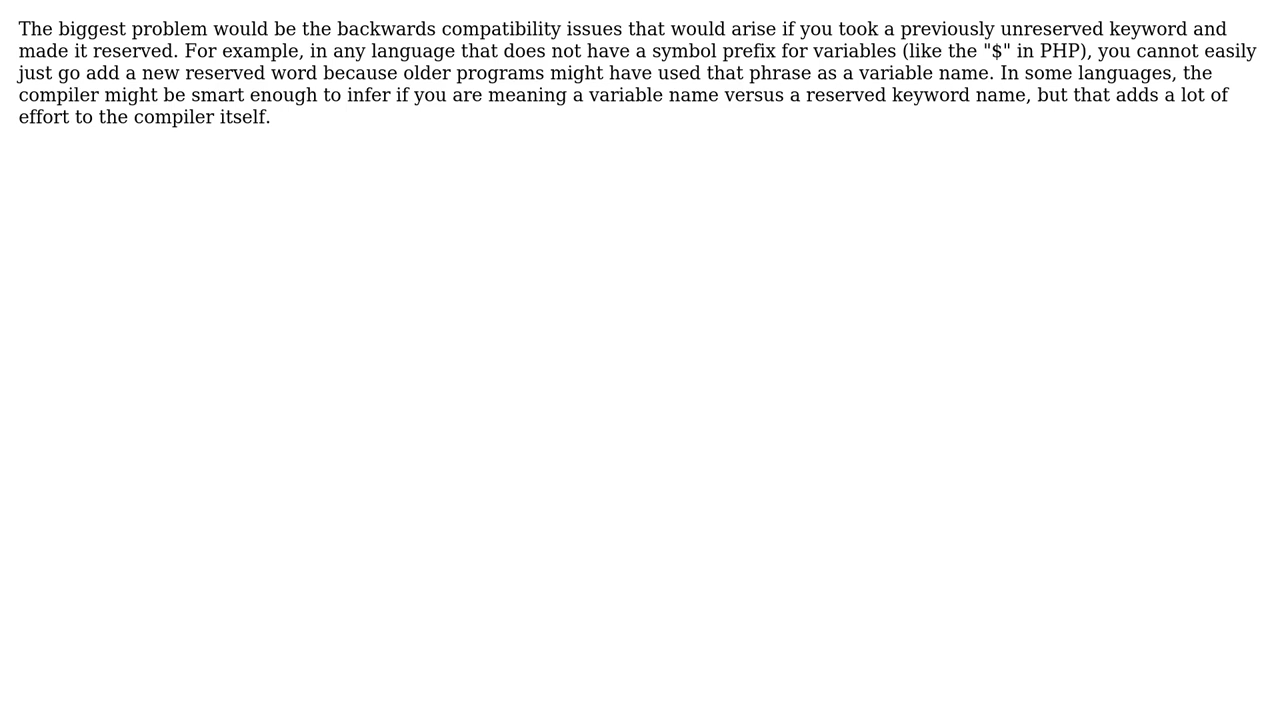 The biggest problem would be the backwards compatibility issues that would arise if you took a previously unreserved keyword and
made it reserved. For example, in any language that does not have a symbol prefix for variables (like the "$" in PHP), you cannot easily
just go add a new reserved word because older programs might have used that phrase as a variable name. In some languages, the
compiler might be smart enough to infer if you are meaning a variable name versus a reserved keyword name, but that adds a lot of
effort to the compiler itself.